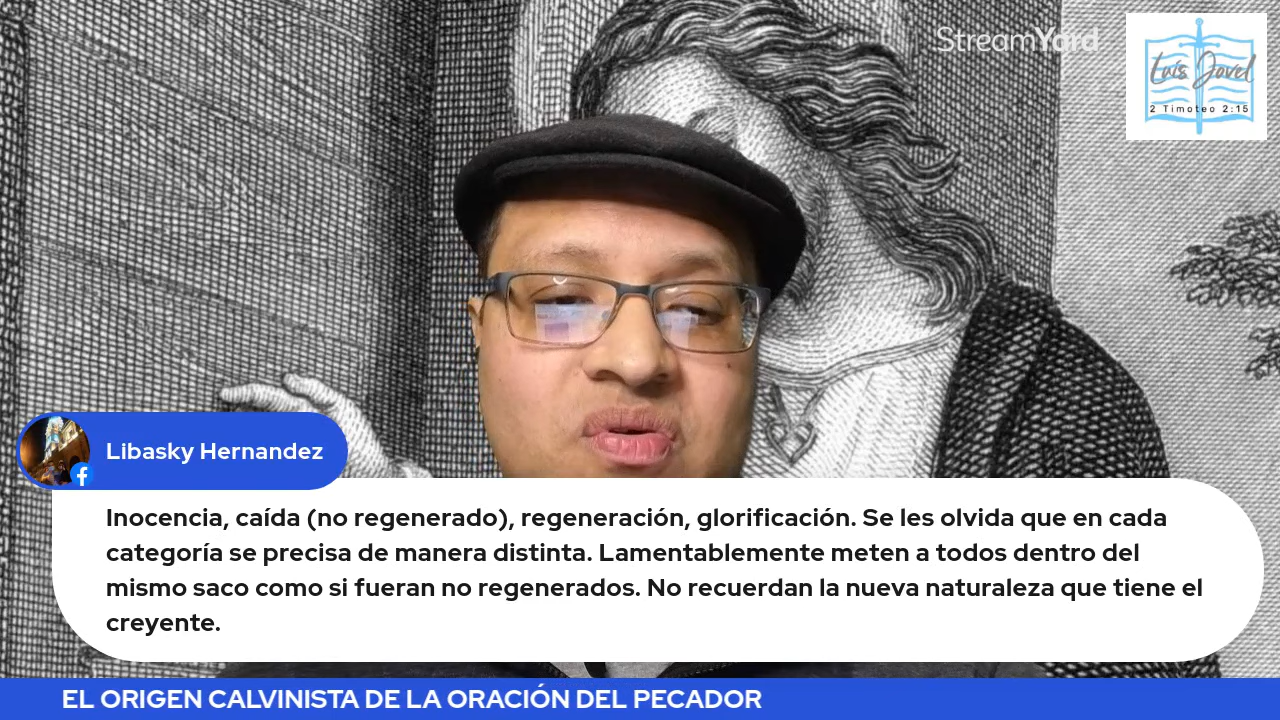 StreamYard
Luis Jovel
2 Timoteo 2:15
Libasky Hernandez
Inocencia, caída (no regenerado), regeneración, glorificación. Se les olvida que en cada
categoría se precisa de manera distinta. Lamentablemente meten a todos dentro del
mismo saco como si fueran no regenerados. No recuerdan la nueva naturaleza que tiene el
creyente.
EL ORIGEN CALVINISTA DE LA ORACIÓN DEL PECADOR